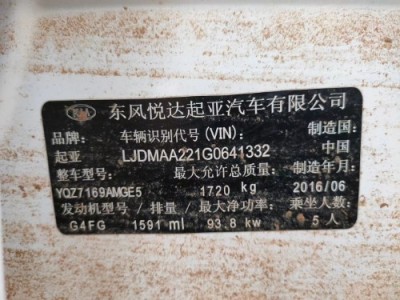 KIA 东风悦达起亚汽车有限公司
品牌: 车辆识别代号(VIN): 制造国:
起亚 LJDMAA221G0641332 中国
整车型号: 最大允许总质量: 制造年月:
YQZ7169AMGE5 1720 kg 2016/06
发动机型号/排量/最大净功率: 乘坐人数:
G4FG 1591 ml 93.8 kw 5 人